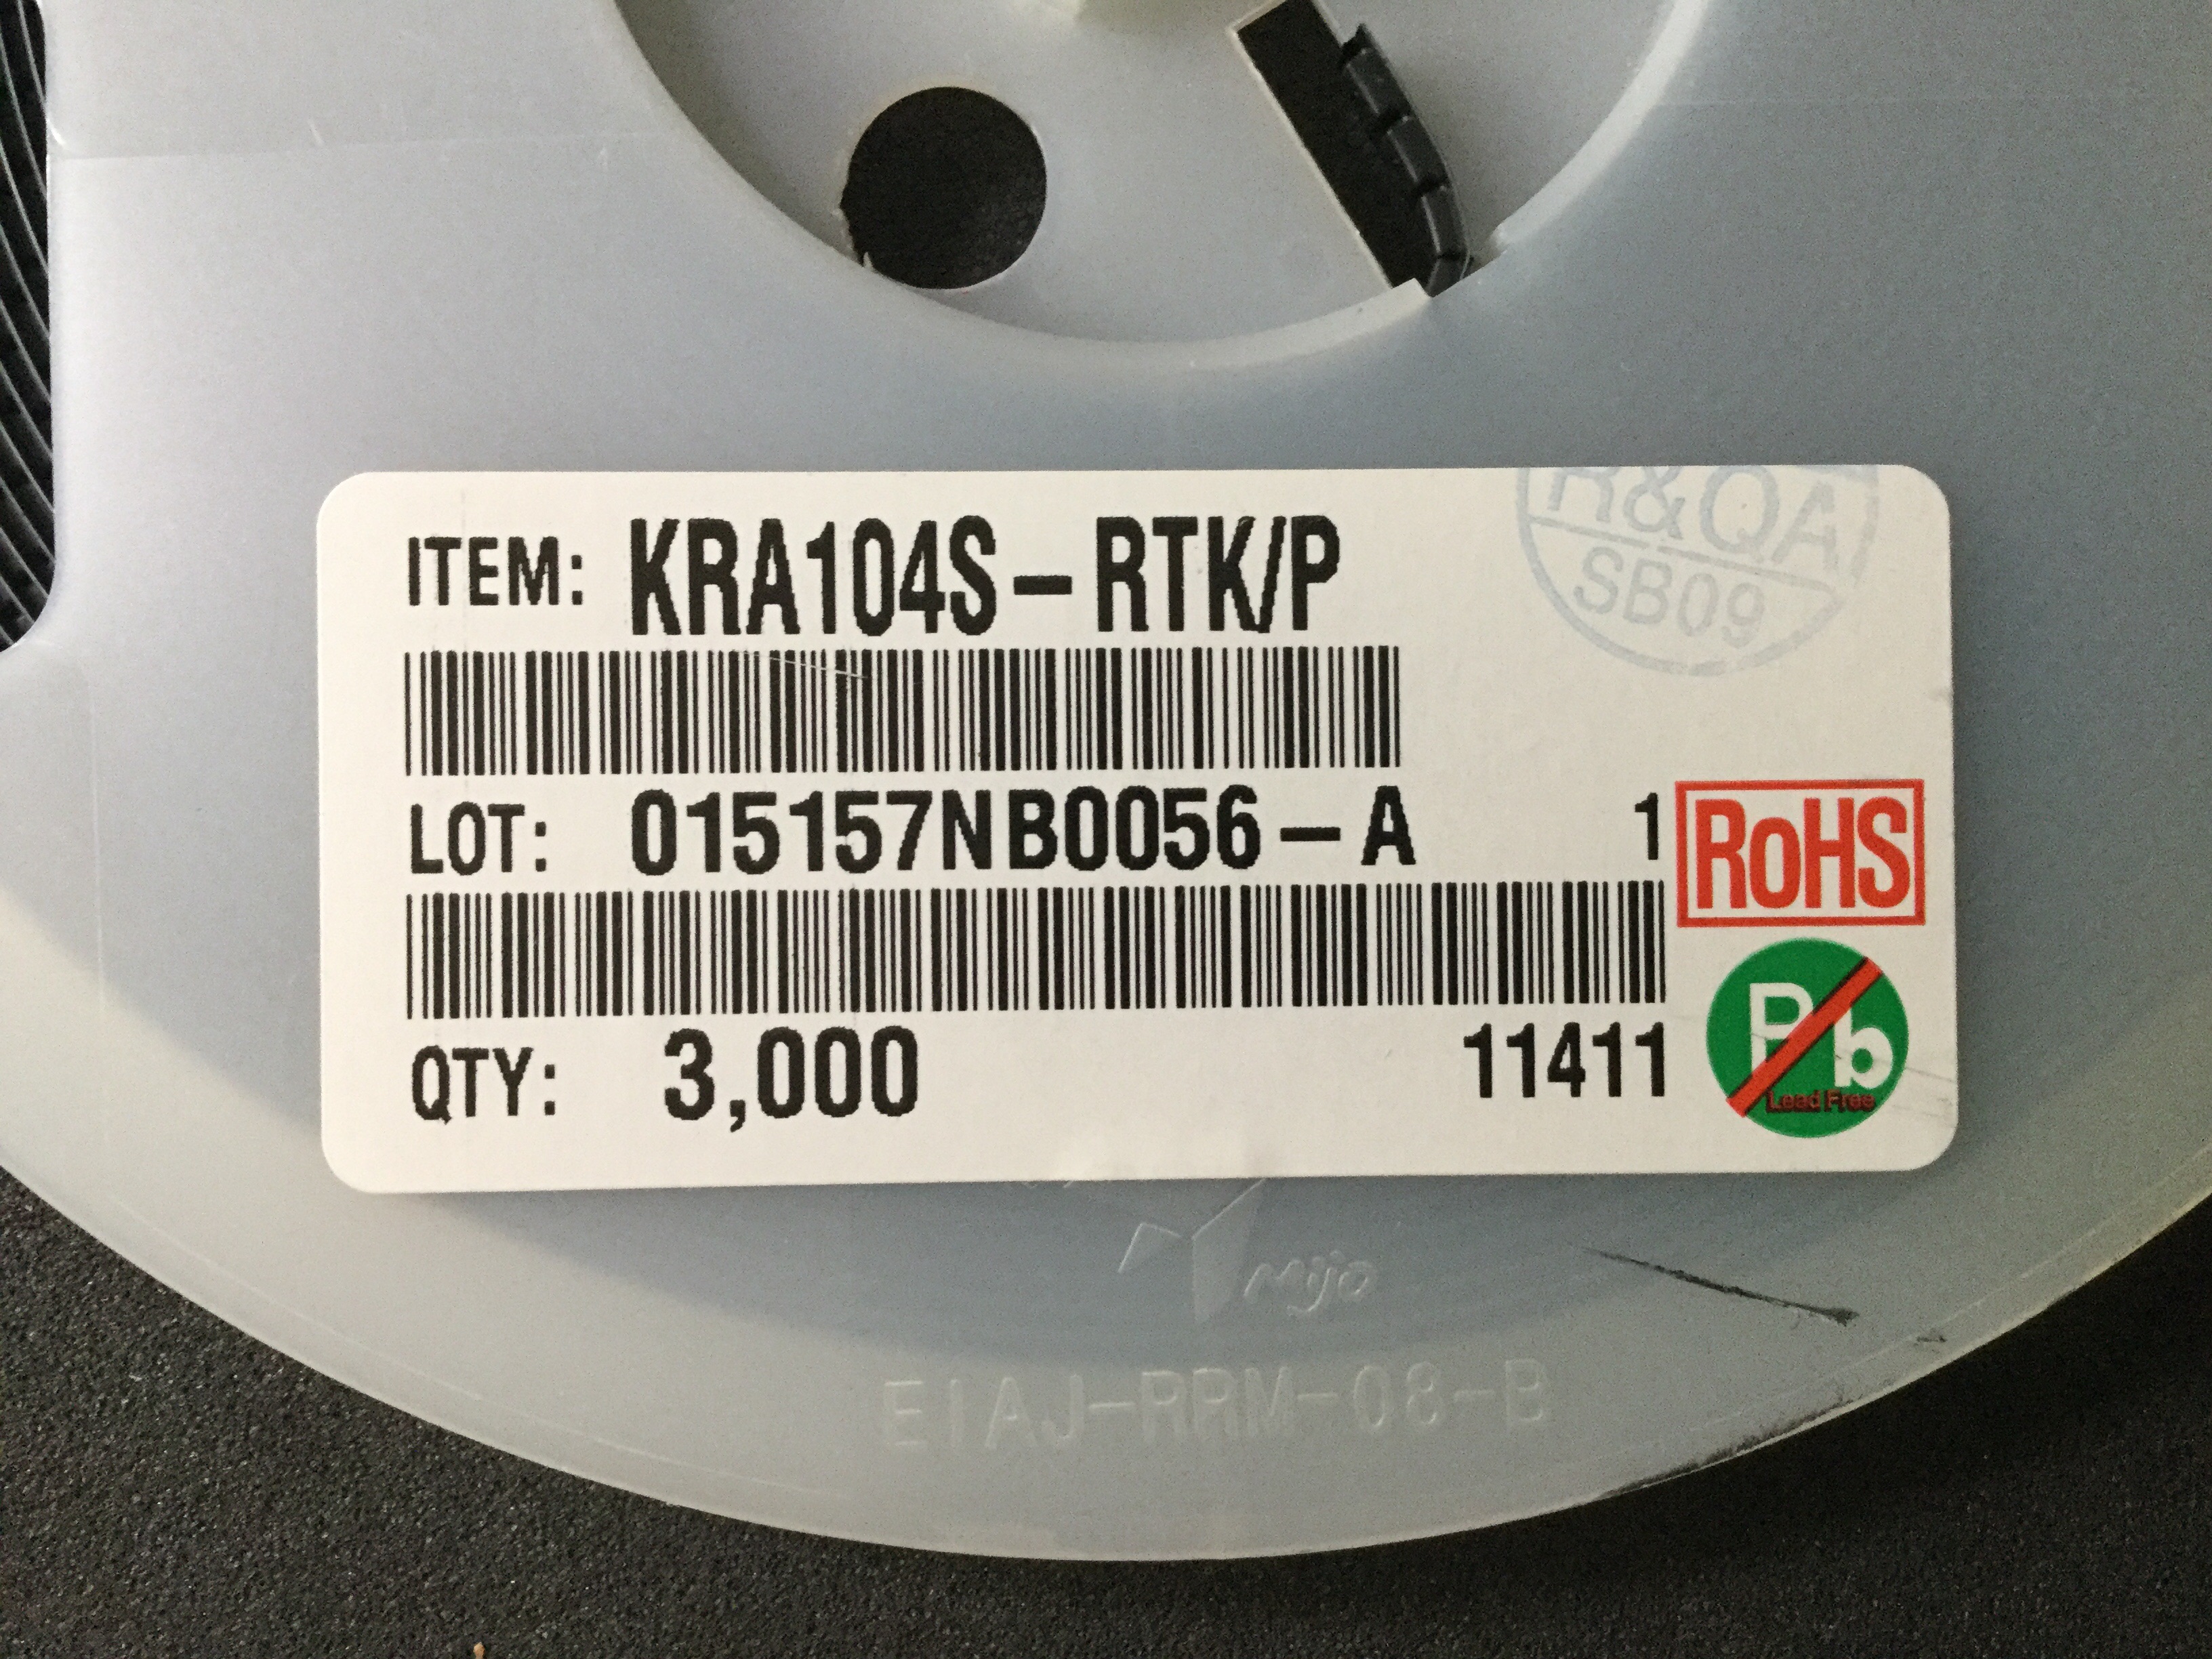 R&QA
SB09
ITEM: KRA104S-RTK/P
LOT: 015157NB0056-A 1
RoHS
QTY: 3,000 11411
Pb
Lead Free
Mijo
EIAJ-RRM-08-B